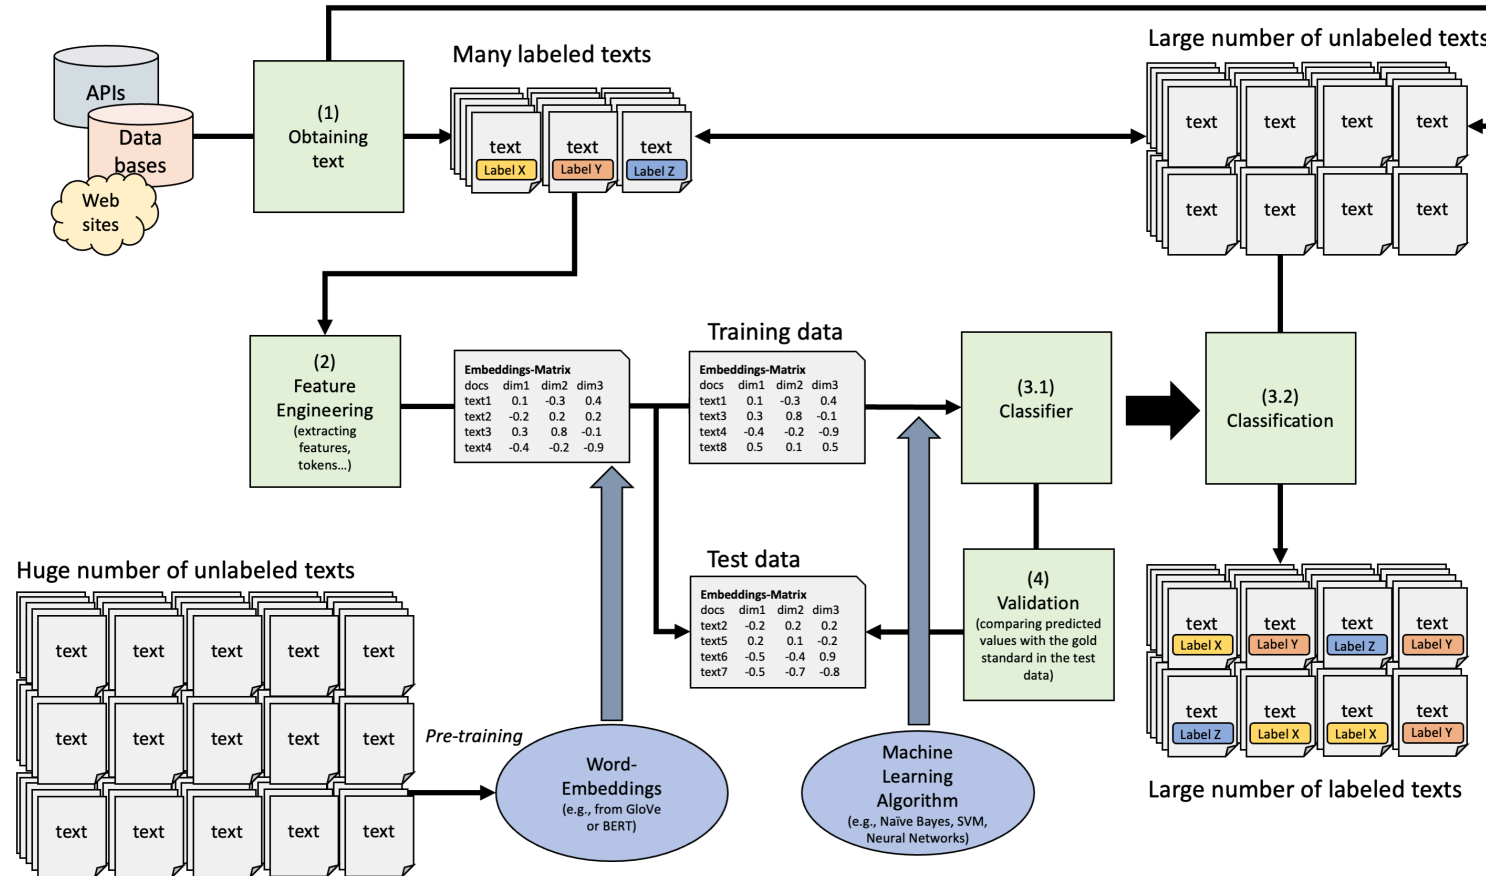 APIs
Data
bases
Web
sites
(1)
Obtaining
text
Many labeled texts
text
Label X
text
Label Y
text
Label Z
Large number of unlabeled texts
text text text text
text text text text
(2)
Feature
Engineering
(extracting
features,
tokens...)
Embeddings-Matrix
docs dim1 dim2 dim3
text1 0.1 -0.3 0.4
text2 -0.2 0.2 0.2
text3 0.3 0.8 -0.1
text4 -0.4 -0.2 -0.9
Training data
Embeddings-Matrix
docs dim1 dim2 dim3
text1 0.1 -0.3 0.4
text3 0.3 0.8 -0.1
text4 -0.4 -0.2 -0.9
text8 0.5 0.1 0.5
(3.1)
Classifier
(3.2)
Classification
Test data
Embeddings-Matrix
docs dim1 dim2 dim3
text2 -0.2 0.2 0.2
text5 0.2 0.1 -0.2
text6 -0.5 -0.4 0.9
text7 -0.5 -0.7 -0.8
(4)
Validation
(comparing predicted
values with the gold
standard in the test
data)
Huge number of unlabeled texts
text text text text text
text text text text text
text text text text text
Pre-training
Word-
Embeddings
(e.g., from GloVe
or BERT)
Machine
Learning
Algorithm
(e.g., Naïve Bayes, SVM,
Neural Networks)
text text text text
Label X Label Y Label Z Label Y
text text text text
Label Z Label X Label X Label Y
Large number of labeled texts